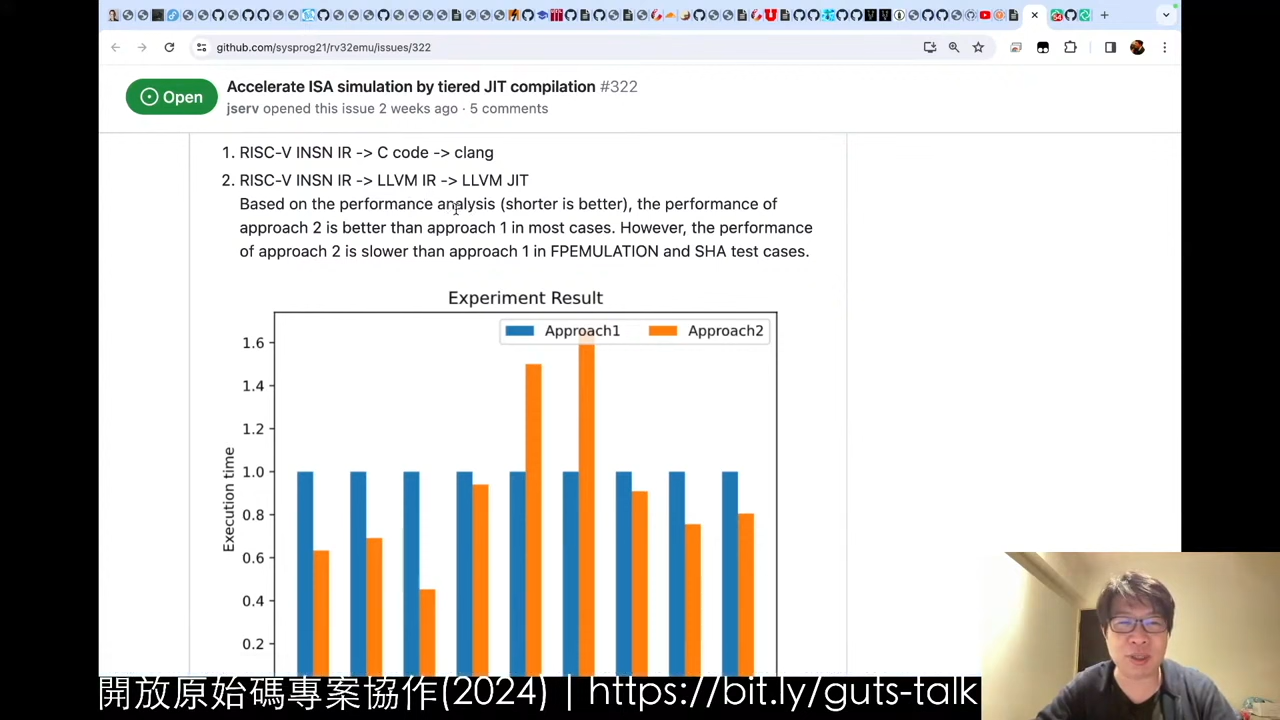 github.com/sysprog21/rv32emu/issues/322
Open
Accelerate ISA simulation by tiered JIT compilation #322
jserv opened this issue 2 weeks ago · 5 comments
1. RISC-V INSN IR -> C code -> clang
2. RISC-V INSN IR -> LLVM IR -> LLVM JIT
Based on the performance analysis (shorter is better), the performance of
approach 2 is better than approach 1 in most cases. However, the performance
of approach 2 is slower than approach 1 in FPEMULATION and SHA test cases.
Experiment Result
Approach1 Approach2
1.6
1.4
1.2
1.0
0.8
0.6
0.4
0.2
Execution time
開放原始碼專案協作(2024) | https://bit.ly/guts-talk